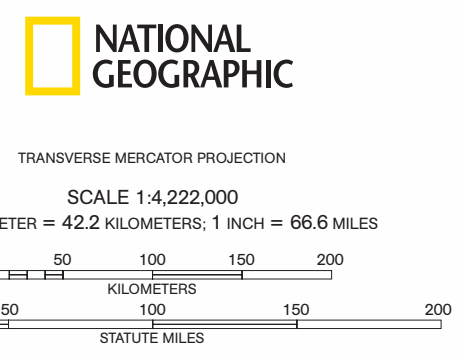 NATIONAL
GEOGRAPHIC
TRANSVERSE MERCATOR PROJECTION
SCALE 1:4,222,000
ETER = 42.2 KILOMETERS; 1 INCH = 66.6 MILES
50 100 150 200
KILOMETERS
50 100 150 200
STATUTE MILES